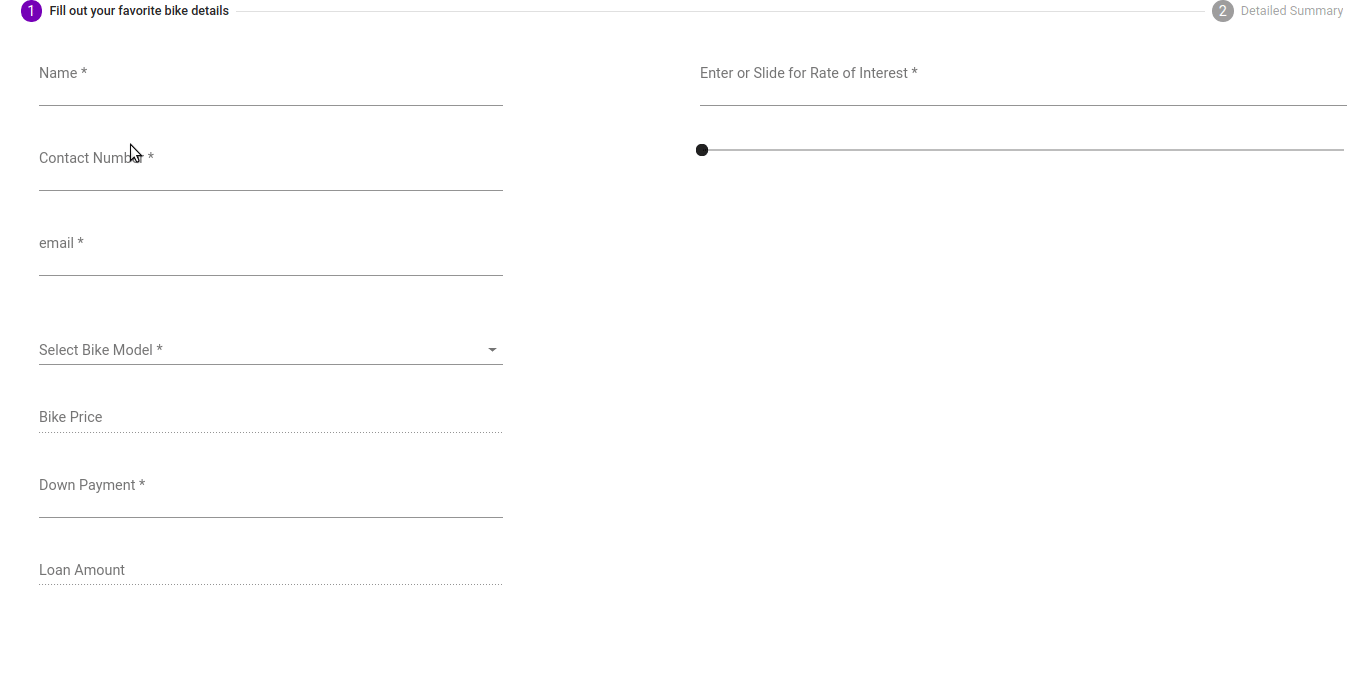 1 Fill out your favorite bike details
2 Detailed Summary
Name *
Enter or Slide for Rate of Interest *
Contact Number *
email *
Select Bike Model *
Bike Price
Down Payment *
Loan Amount